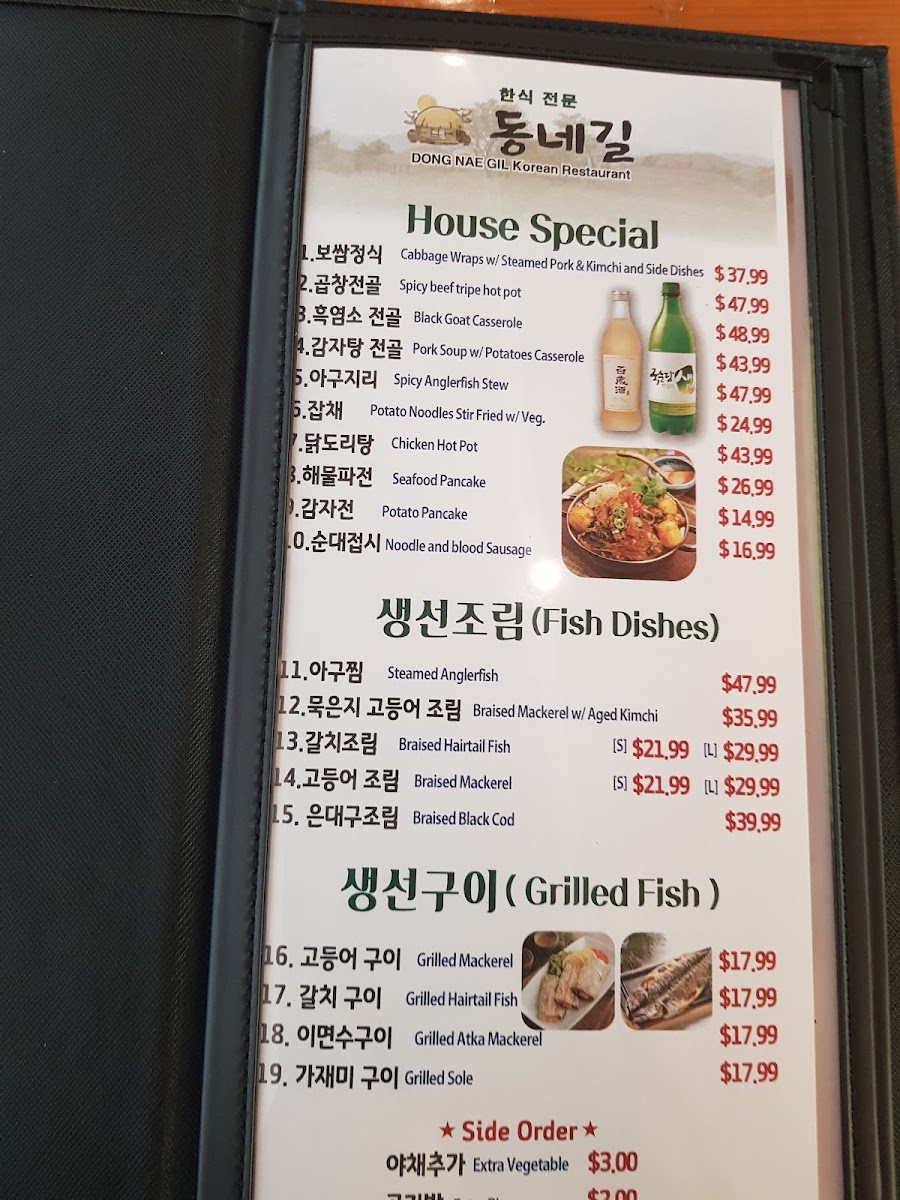 한식 전문
동네길
DONG NAE GIL Korean Restaurant
House Special
1.보쌈정식 Cabbage Wraps w/ Steamed Pork & Kimchi and Side Dishes $37.99
2.곱창전골 Spicy beef tripe hot pot $47.99
3.흑염소 전골 Black Goat Casserole $48.99
4.감자탕 전골 Pork Soup w/ Potatoes Casserole $43.99
5.아구지리 Spicy Anglerfish Stew $47.99
6.잡채 Potato Noodles Stir Fried w/ Veg. $24.99
7.닭도리탕 Chicken Hot Pot $43.99
8.해물파전 Seafood Pancake $26.99
9.감자전 Potato Pancake $14.99
10.순대접시 Noodle and blood Sausage $16.99
百歲酒
국순당 생
생선조림(Fish Dishes)
11.아구찜 Steamed Anglerfish $47.99
12.묵은지 고등어 조림 Braised Mackerel w/ Aged Kimchi $35.99
13.갈치조림 Braised Hairtail Fish [S] $21.99 [L] $29.99
14.고등어 조림 Braised Mackerel [S] $21.99 [L] $29.99
15. 은대구조림 Braised Black Cod $39.99
생선구이 ( Grilled Fish )
16. 고등어 구이 Grilled Mackerel $17.99
17. 갈치 구이 Grilled Hairtail Fish $17.99
18. 이면수구이 Grilled Atka Mackerel $17.99
19. 가재미 구이 Grilled Sole $17.99
★ Side Order ★
야채추가 Extra Vegetable $3.00
$2.00